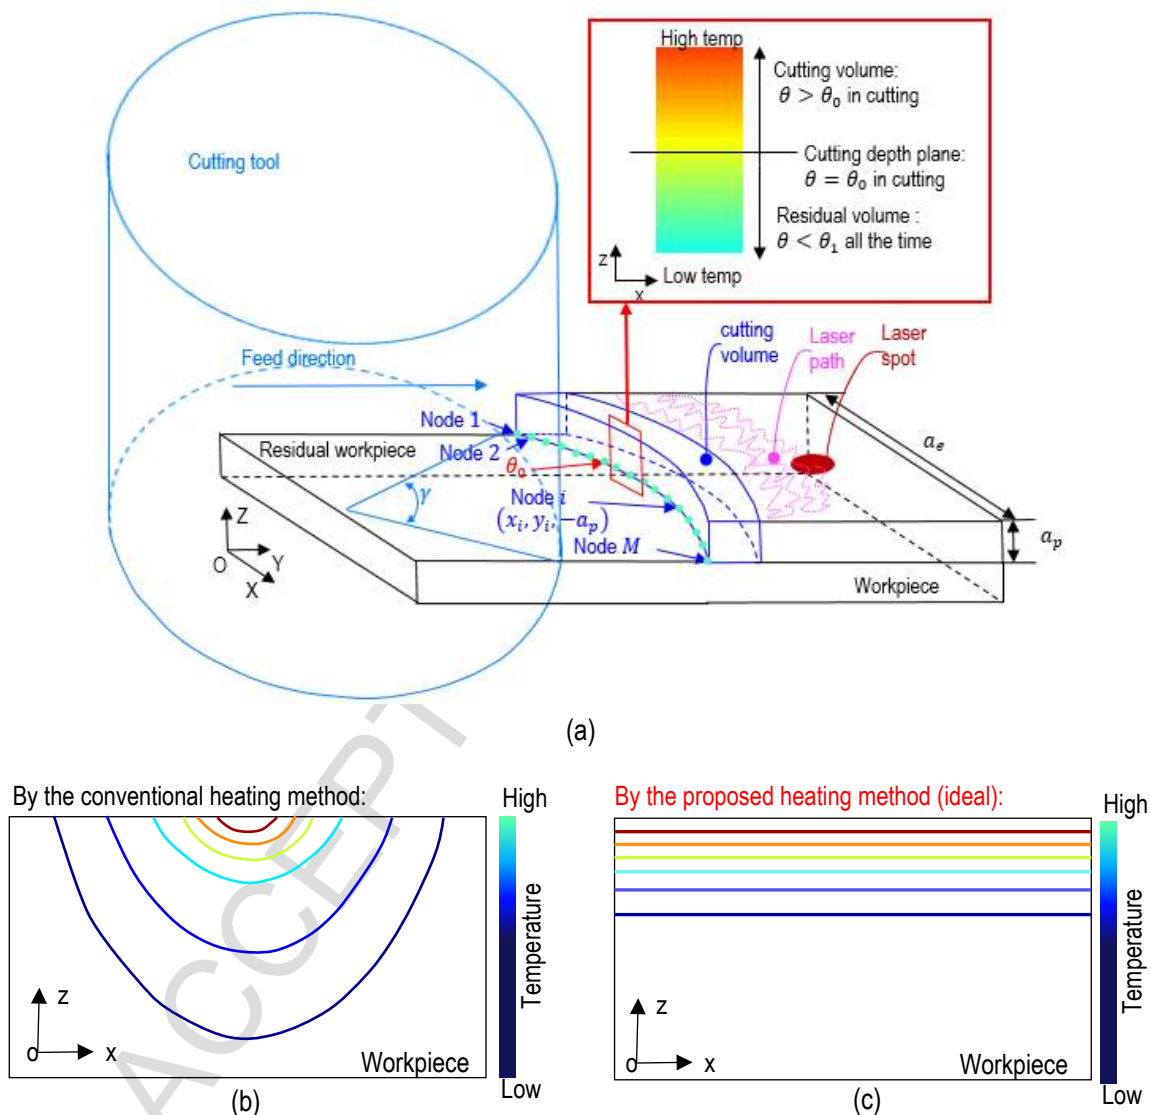 High temp
Cutting volume:
θ > θ₀ in cutting
Cutting depth plane:
θ = θ₀ in cutting
Residual volume :
θ < θ₁ all the time
z
x
Low temp
Cutting tool
Feed direction
cutting volume
Laser path
Laser spot
Node 1
Node 2
Residual workpiece
θ₀
γ
Node i
(xᵢ, yᵢ, −aₚ)
Node M
aₑ
aₚ
Z
Y
O
X
Workpiece
(a)
By the conventional heating method:
High
Temperature
Low
z
o
x
Workpiece
(b)
By the proposed heating method (ideal):
High
Temperature
Low
z
o
x
Workpiece
(c)
ACCEPT